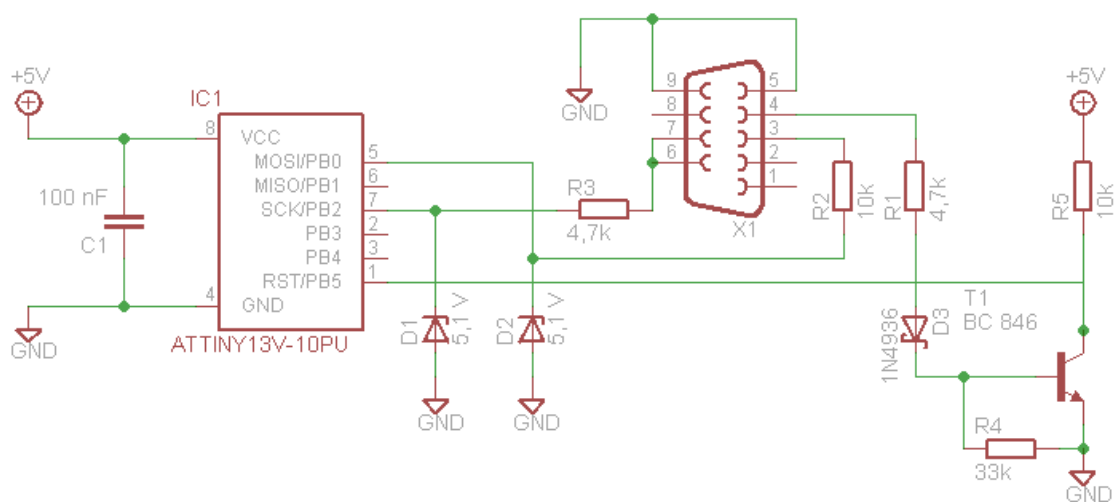 +5V
IC1
8
VCC
MOSI/PB0
5
MISO/PB1
6
SCK/PB2
7
PB3
2
PB4
3
RST/PB5
1
4
GND
ATTINY13V-10PU
100 nF
C1
GND
D1
5,1 V
GND
D2
5,1 V
GND
R3
4,7k
GND
9
8
7
6
5
4
3
2
1
X1
R2
10k
R1
4,7k
+5V
R5
10k
T1
BC 846
1N4936
D3
R4
33k
GND